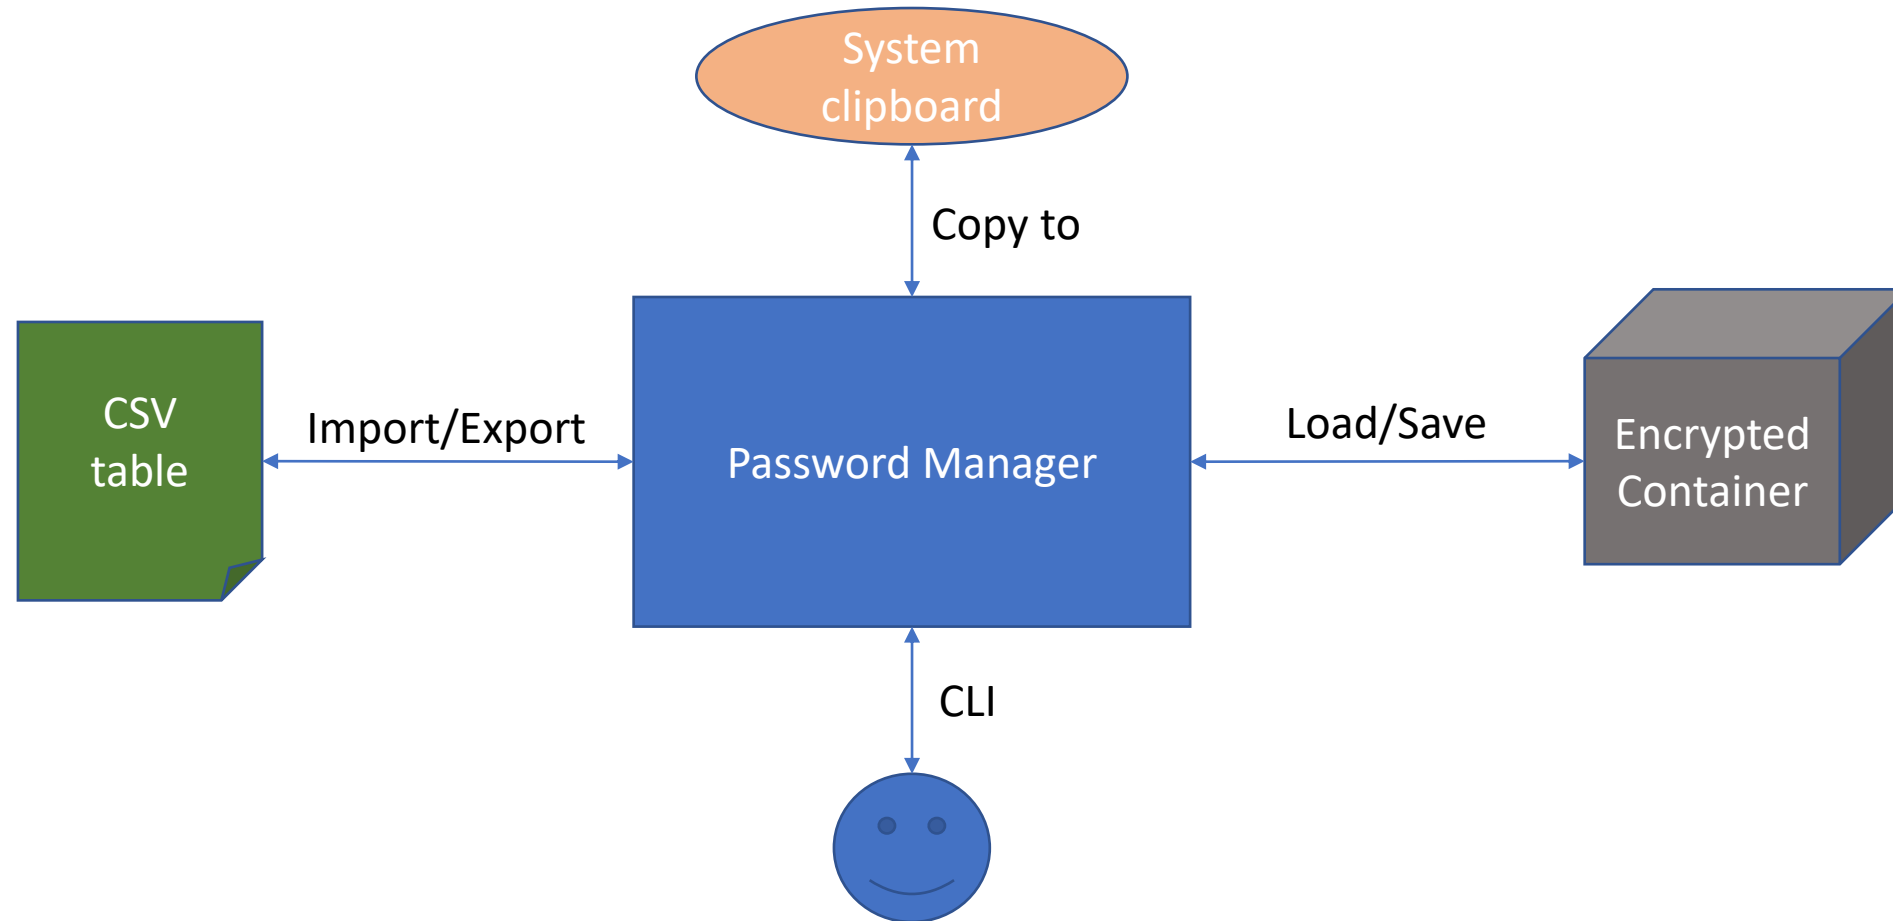 System
clipboard
Copy to
CSV
table
Import/Export
Password Manager
Load/Save
Encrypted
Container
CLI